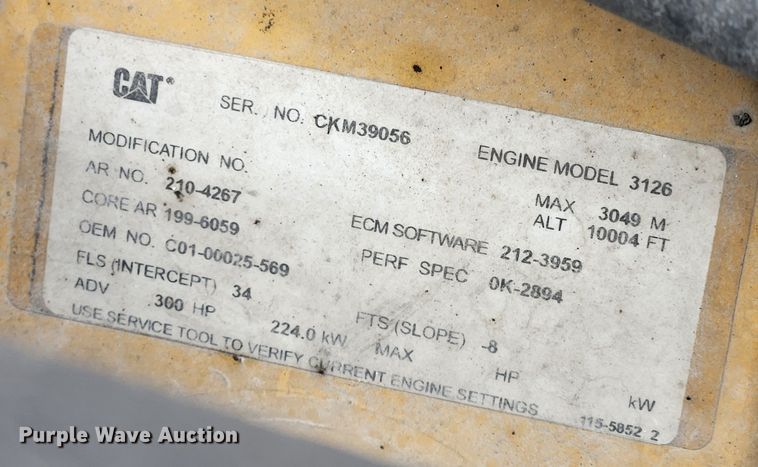 CAT®
SER. NO. CKM39056 ENGINE MODEL 3126
MODIFICATION NO.
AR NO. 210-4267 MAX ALT 3049 M
10004 FT
CORE AR 199-6059 ECM SOFTWARE 212-3959
OEM NO. C01-00025-569 PERF SPEC 0K-2894
FLS (INTERCEPT) 34 FTS (SLOPE) -8
ADV 300 HP 224.0 kW MAX HP kW
USE SERVICE TOOL TO VERIFY CURRENT ENGINE SETTINGS 115-5852 2
Purple Wave Auction